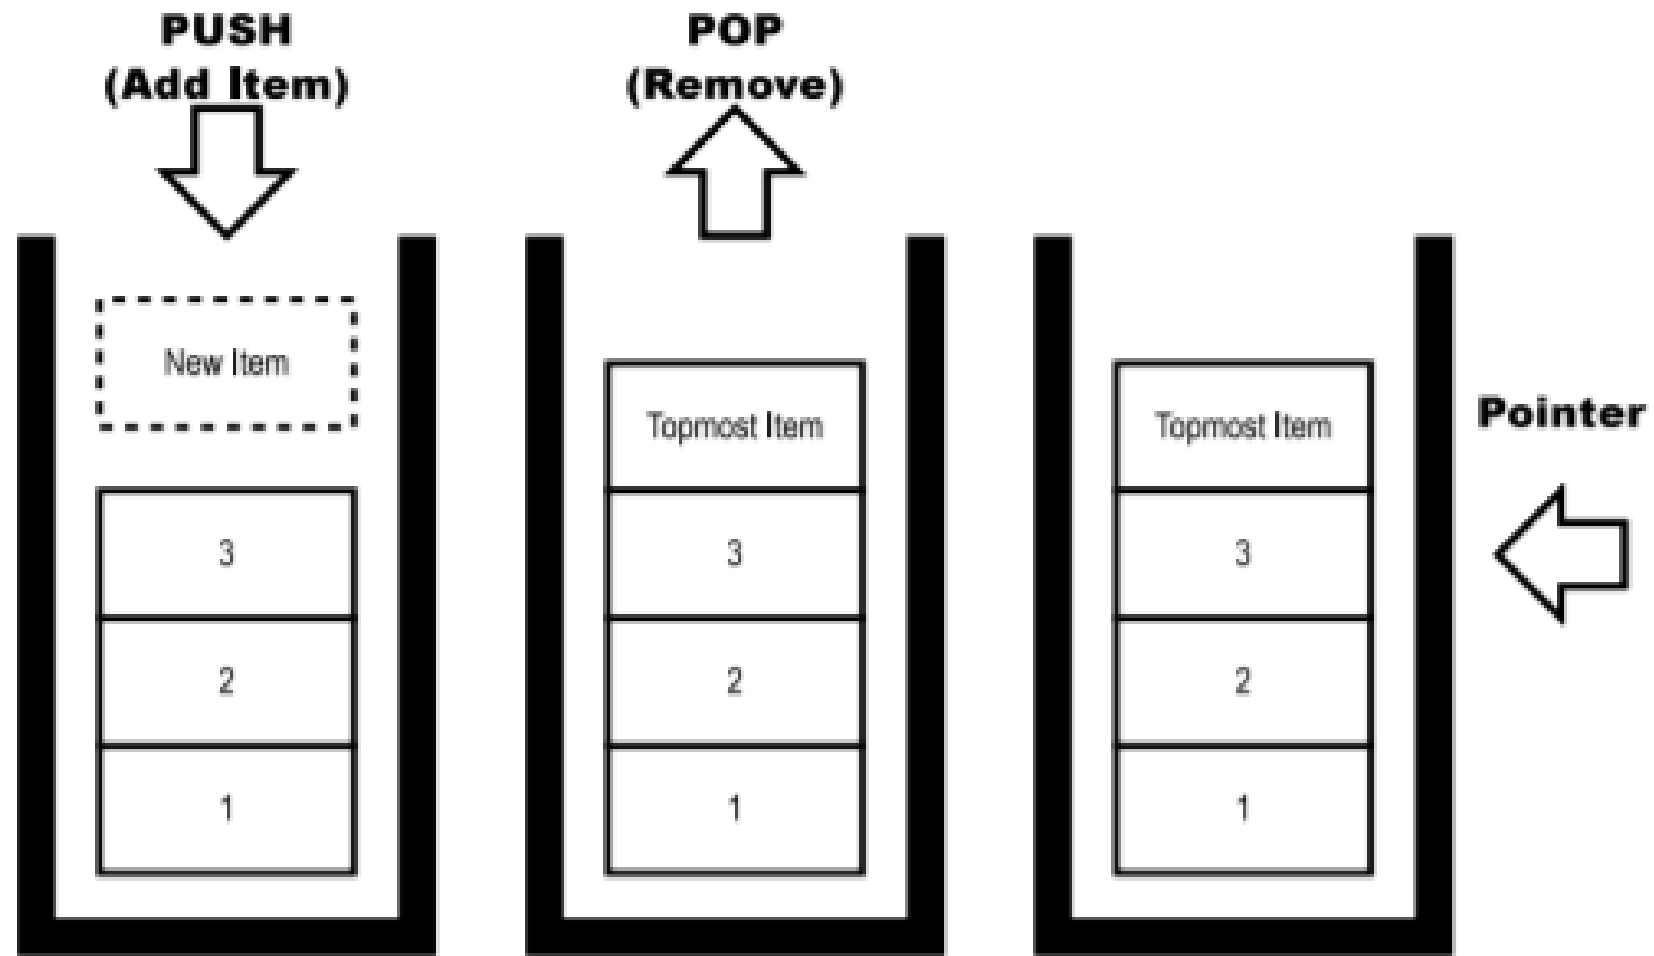 PUSH
(Add Item)
New Item
3
2
1
POP
(Remove)
Topmost Item
3
2
1
Topmost Item
3
2
1
Pointer